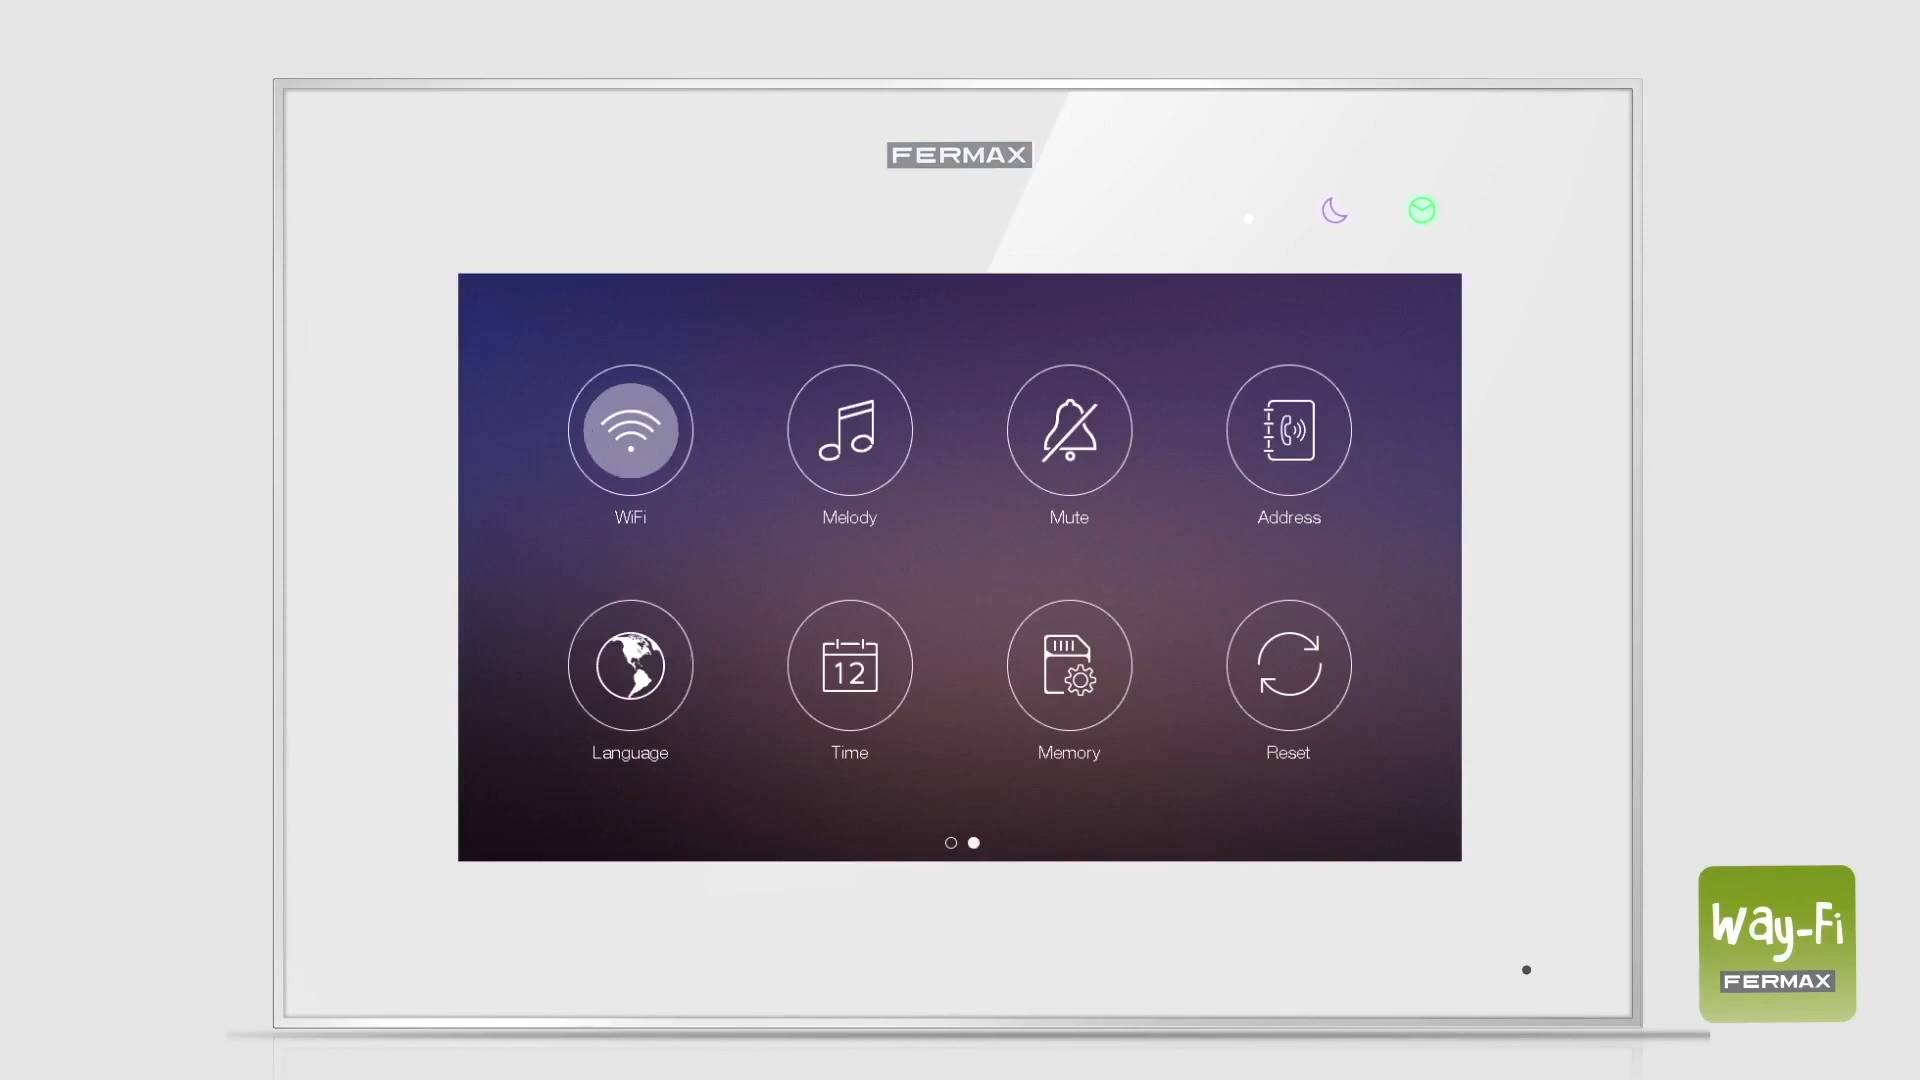 FERMAX
WiFi
Melody
Mute
Address
12
Language
Time
Memory
Reset
Way-Fi
FERMAX